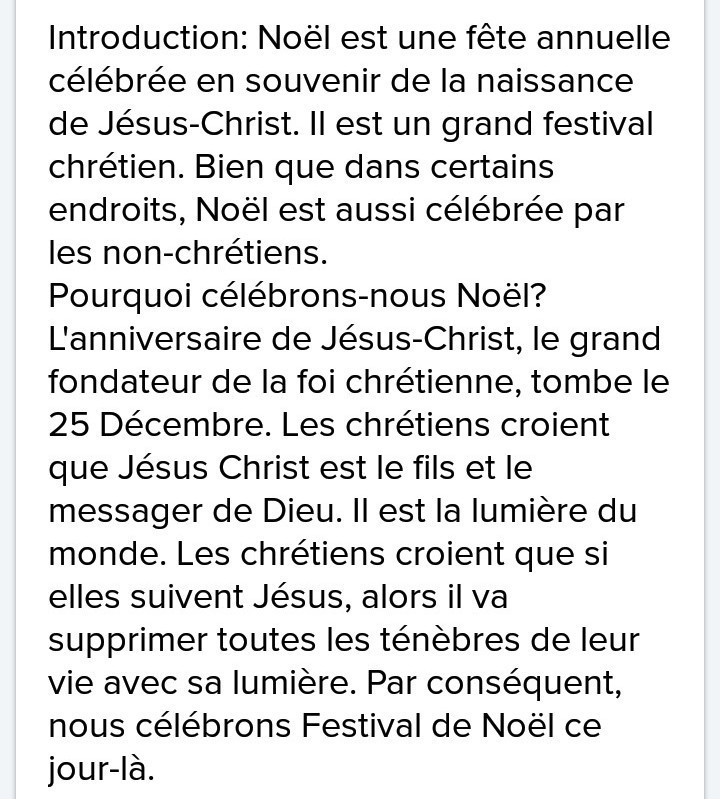 Introduction: Noël est une fête annuelle
célébrée en souvenir de la naissance
de Jésus-Christ. Il est un grand festival
chrétien. Bien que dans certains
endroits, Noël est aussi célébrée par
les non-chrétiens.
Pourquoi célébrons-nous Noël?
L'anniversaire de Jésus-Christ, le grand
fondateur de la foi chrétienne, tombe le
25 Décembre. Les chrétiens croient
que Jésus Christ est le fils et le
messager de Dieu. Il est la lumière du
monde. Les chrétiens croient que si
elles suivent Jésus, alors il va
supprimer toutes les ténèbres de leur
vie avec sa lumière. Par conséquent,
nous célébrons Festival de Noël ce
jour-là.